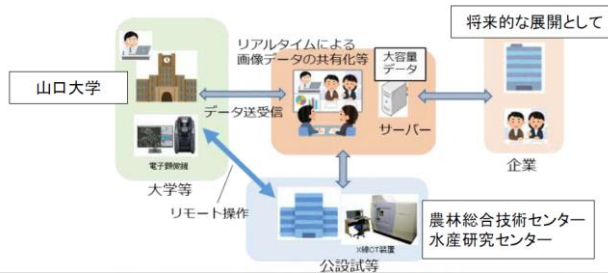 将来的な展開として
リアルタイムによる
画像データの共有化等
大容量
データ
山口大学
データ送受信
サーバー
電子顕微鏡
企業
大学等
リモート操作
農林総合技術センター
水産研究センター
X線CT装置
公設試等